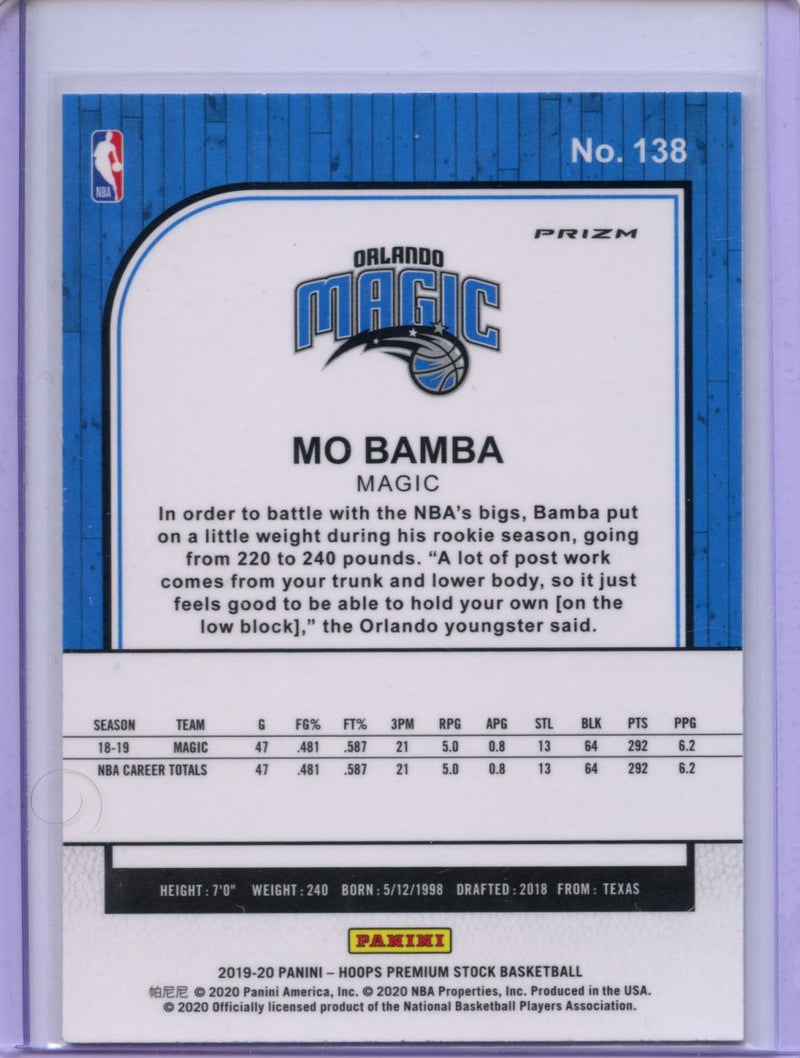 No. 138
NBA
PRIZM
ORLANDO
MAGIC
MO BAMBA
MAGIC
In order to battle with the NBA's bigs, Bamba put
on a little weight during his rookie season, going
from 220 to 240 pounds. “A lot of post work
comes from your trunk and lower body, so it just
feels good to be able to hold your own [on the
low block],” the Orlando youngster said.
SEASON TEAM G FG% FT% 3PM RPG APG STL BLK PTS PPG
18-19 MAGIC 47 .481 .587 21 5.0 0.8 13 64 292 6.2
NBA CAREER TOTALS 47 .481 .587 21 5.0 0.8 13 64 292 6.2
HEIGHT : 7'0" WEIGHT : 240 BORN : 5/12/1998 DRAFTED : 2018 FROM : TEXAS
PANINI
2019-20 PANINI – HOOPS PREMIUM STOCK BASKETBALL
帕尼尼 © 2020 Panini America, Inc. © 2020 NBA Properties, Inc. Produced in the USA.
© 2020 Officially licensed product of the National Basketball Players Association.